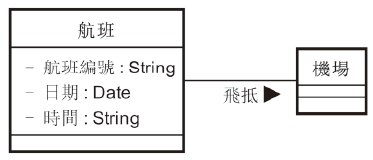 航班
- 航班編號 : String
- 日期 : Date
- 時間 : String
飛抵 ▶
機場